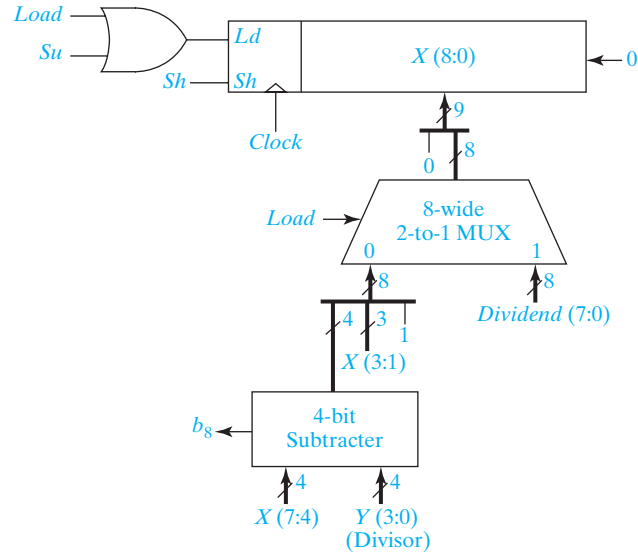 Load
Su
Ld
Sh
Sh
X (8:0)
0
Clock
9
0
8
Load
8-wide
2-to-1 MUX
0
1
8
8
Dividend (7:0)
4
3
1
X (3:1)
b8
4-bit
Subtracter
4
4
X (7:4)
Y (3:0)
(Divisor)